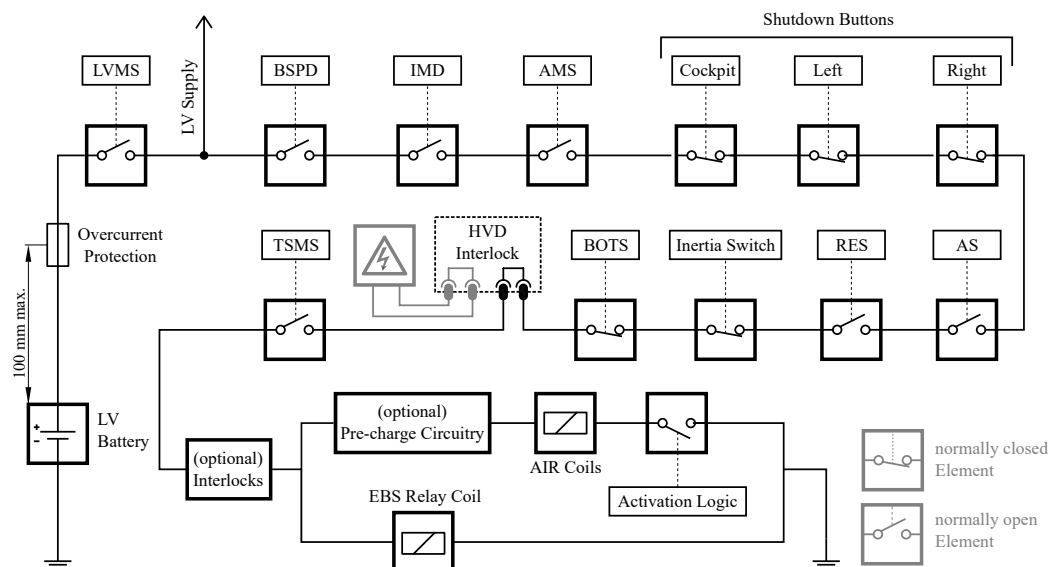 Shutdown Buttons
LVMS
LV Supply
BSPD
IMD
AMS
Cockpit
Left
Right
Overcurrent
Protection
100 mm max.
TSMS
HVD
Interlock
BOTS
Inertia Switch
RES
AS
LV
Battery
+
-
(optional)
Interlocks
(optional)
Pre-charge Circuitry
AIR Coils
Activation Logic
EBS Relay Coil
normally closed
Element
normally open
Element